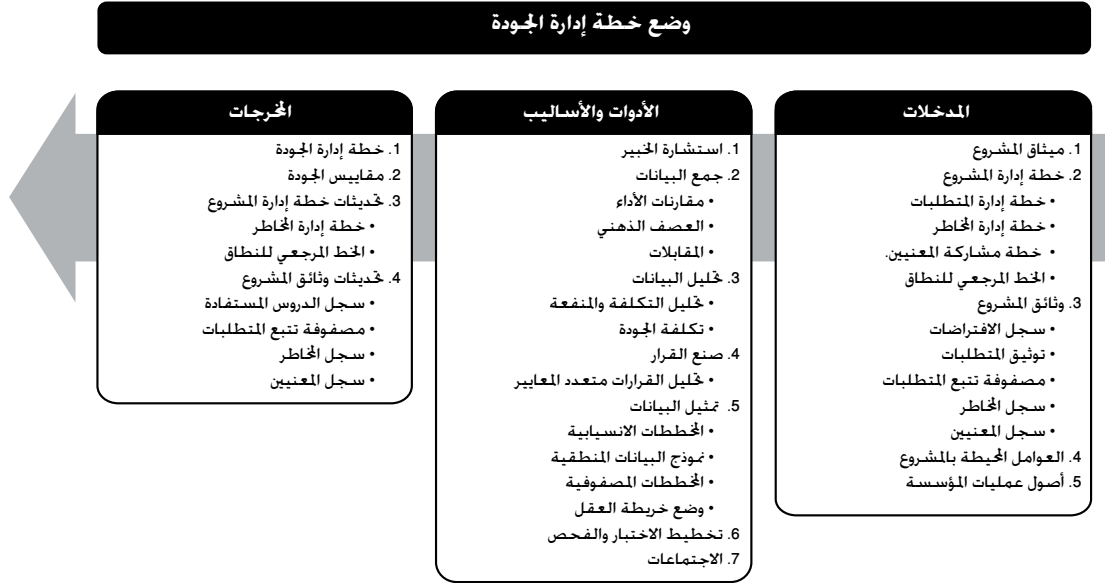 وضع خطة إدارة الجودة
المدخلات
1. ميثاق المشروع
2. خطة إدارة المشروع
• خطة إدارة المتطلبات
• خطة إدارة المخاطر
• خطة مشاركة المعنيين.
• الخط المرجعي للنطاق
3. وثائق المشروع
• سجل الافتراضات
• توثيق المتطلبات
• مصفوفة تتبع المتطلبات
• سجل المخاطر
• سجل المعنيين
4. العوامل المحيطة بالمشروع
5. أصول عمليات المؤسسة
الأدوات والأساليب
1. استشارة الخبير
2. جمع البيانات
• مقارنات الأداء
• العصف الذهني
• المقابلات
3. تحليل البيانات
• تحليل التكلفة والمنفعة
• تكلفة الجودة
4. صنع القرار
• تحليل القرارات متعدد المعايير
5. تمثيل البيانات
• المخططات الانسيابية
• نموذج البيانات المنطقية
• المخططات المصفوفية
• وضع خريطة العقل
6. تخطيط الاختبار والفحص
7. الاجتماعات
المخرجات
1. خطة إدارة الجودة
2. مقاييس الجودة
3. تحديثات خطة إدارة المشروع
• خطة إدارة المخاطر
• الخط المرجعي للنطاق
4. تحديثات وثائق المشروع
• سجل الدروس المستفادة
• مصفوفة تتبع المتطلبات
• سجل المخاطر
• سجل المعنيين